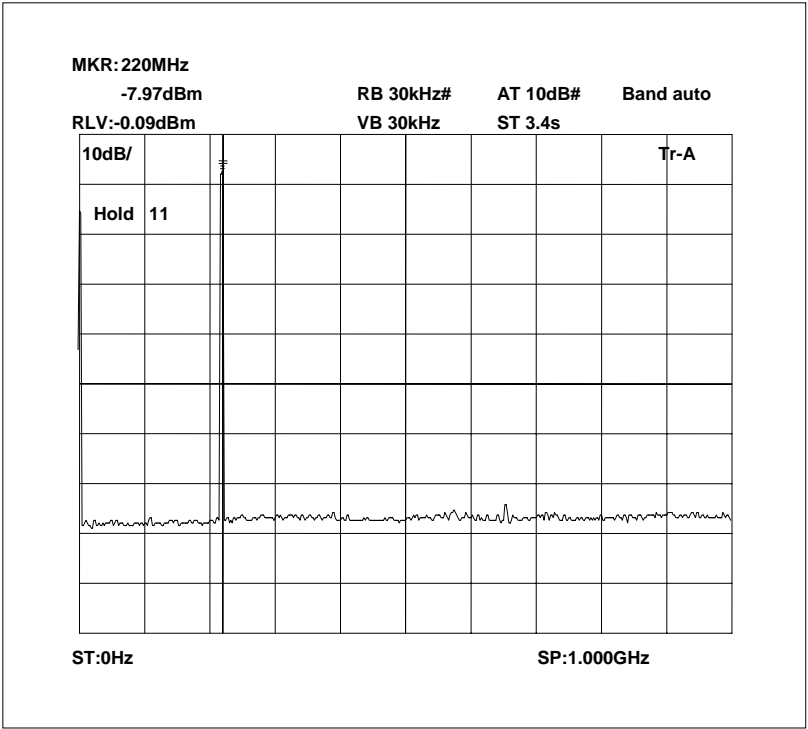 MKR: 220MHz
-7.97dBm RB 30kHz# AT 10dB# Band auto
RLV:-0.09dBm VB 30kHz ST 3.4s
10dB/ Tr-A
Hold 11
ST:0Hz SP:1.000GHz